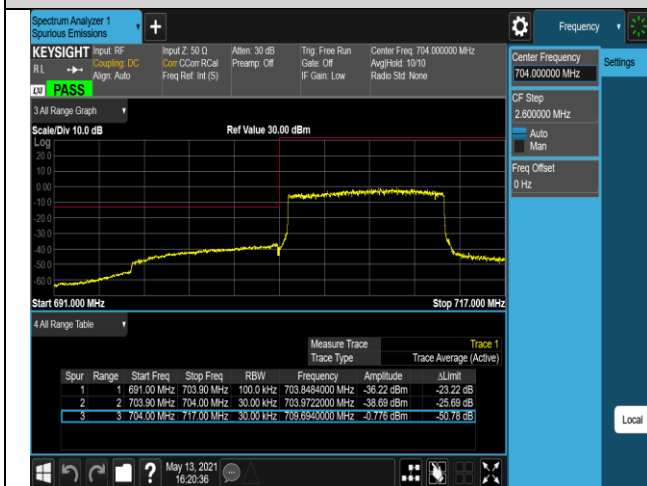 Spectrum Analyzer 1
Spurious Emissions
Frequency
KEYSIGHT
RL
LXI
PASS
Input: RF
Coupling: DC
Align: Auto
Input Z: 50 Ω
Corr CCorr RCal
Freq Ref: Int (S)
Atten: 30 dB
Preamp: Off
Trig: Free Run
Gate: Off
IF Gain: Low
Center Freq: 704.000000 MHz
Avg|Hold: 10/10
Radio Std: None
Center Frequency
704.000000 MHz
Settings
CF Step
2.600000 MHz
Auto
Man
Freq Offset
0 Hz
3 All Range Graph
Scale/Div 10.0 dB
Ref Value 30.00 dBm
Log
20.0
10.0
0.00
-10.0
-20.0
-30.0
-40.0
-50.0
-60.0
Start 691.000 MHz
Stop 717.000 MHz
4 All Range Table
Measure Trace Trace 1
Trace Type Trace Average (Active)
Spur Range Start Freq Stop Freq RBW Frequency Amplitude ΔLimit
1 1 691.00 MHz 703.90 MHz 100.0 kHz 703.8484000 MHz -36.22 dBm -23.22 dB
2 2 703.90 MHz 704.00 MHz 30.00 kHz 703.9722000 MHz -38.69 dBm -25.69 dB
3 3 704.00 MHz 717.00 MHz 30.00 kHz 709.6940000 MHz -0.776 dBm -50.78 dB
Local
?
May 13, 2021
16:20:36